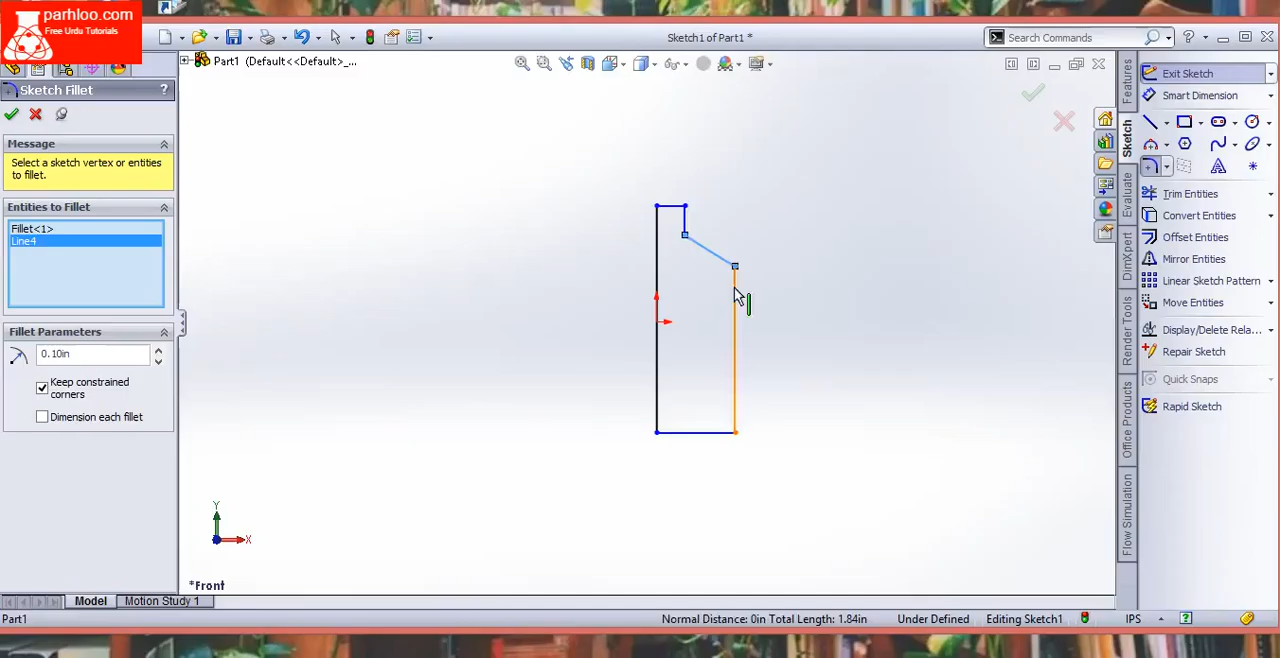 parhloo.com
Free Urdu Tutorials
Sketch1 of Part1 *
Search Commands
Part1 (Default<<Default>_...
Sketch Fillet
?
Message
Select a sketch vertex or entities
to fillet.
Entities to Fillet
Fillet<1>
Line4
Fillet Parameters
0.10in
Keep constrained
corners
Dimension each fillet
Y
X
*Front
Features
Sketch
Evaluate
DimXpert
Render Tools
Office Products
Flow Simulation
Exit Sketch
Smart Dimension
Trim Entities
Convert Entities
Offset Entities
Mirror Entities
Linear Sketch Pattern
Move Entities
Display/Delete Rela...
Repair Sketch
Quick Snaps
Rapid Sketch
Model
Motion Study 1
Part1
Normal Distance: 0in Total Length: 1.84in
Under Defined
Editing Sketch1
IPS
?